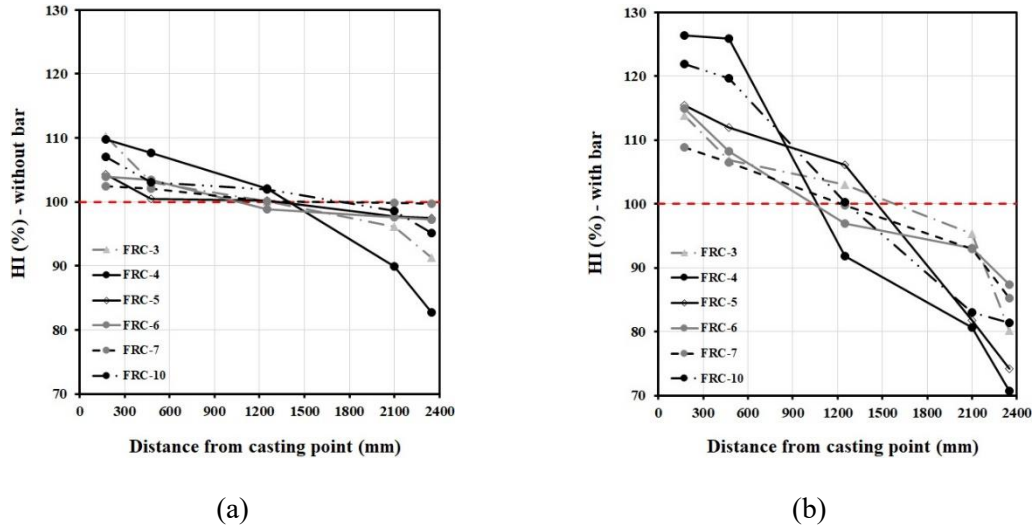 HI (%) - without bar
130
120
110
100
90
80
70
FRC-3
FRC-4
FRC-5
FRC-6
FRC-7
FRC-10
0 300 600 900 1200 1500 1800 2100 2400
Distance from casting point (mm)
(a)
HI (%) - with bar
130
120
110
100
90
80
70
FRC-3
FRC-4
FRC-5
FRC-6
FRC-7
FRC-10
0 300 600 900 1200 1500 1800 2100 2400
Distance from casting point (mm)
(b)